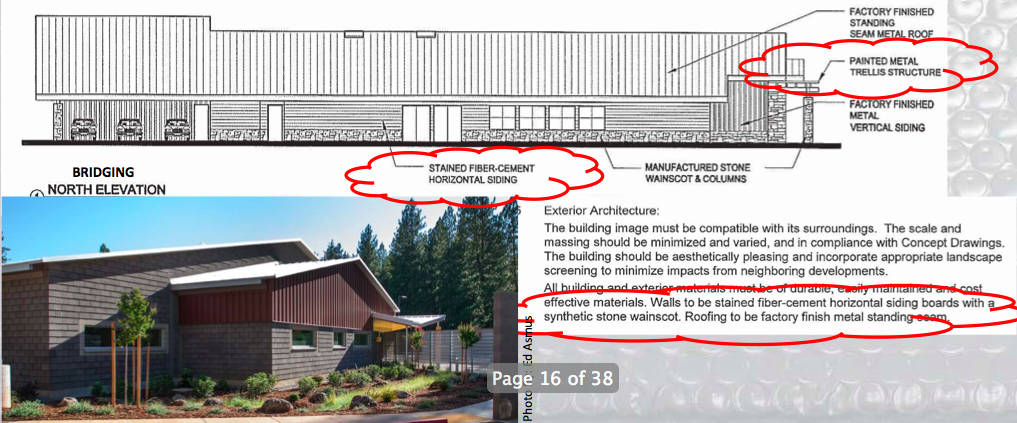 FACTORY FINISHED
STANDING
SEAM METAL ROOF
PAINTED METAL
TRELLIS STRUCTURE
FACTORY FINISHED
METAL
VERTICAL SIDING
STAINED FIBER-CEMENT
HORIZONTAL SIDING
MANUFACTURED STONE
WAINSCOT & COLUMNS
BRIDGING
NORTH ELEVATION
Exterior Architecture:
The building image must be compatible with its surroundings. The scale and
massing should be minimized and varied, and in compliance with Concept Drawings.
The building should be aesthetically pleasing and incorporate appropriate landscape
screening to minimize impacts from neighboring developments.
All building and exterior materials must be of durable, easily maintained and cost
effective materials. Walls to be stained fiber-cement horizontal siding boards with a
synthetic stone wainscot. Roofing to be factory finish metal standing seam.
Ed Asmus
Page 16 of 38